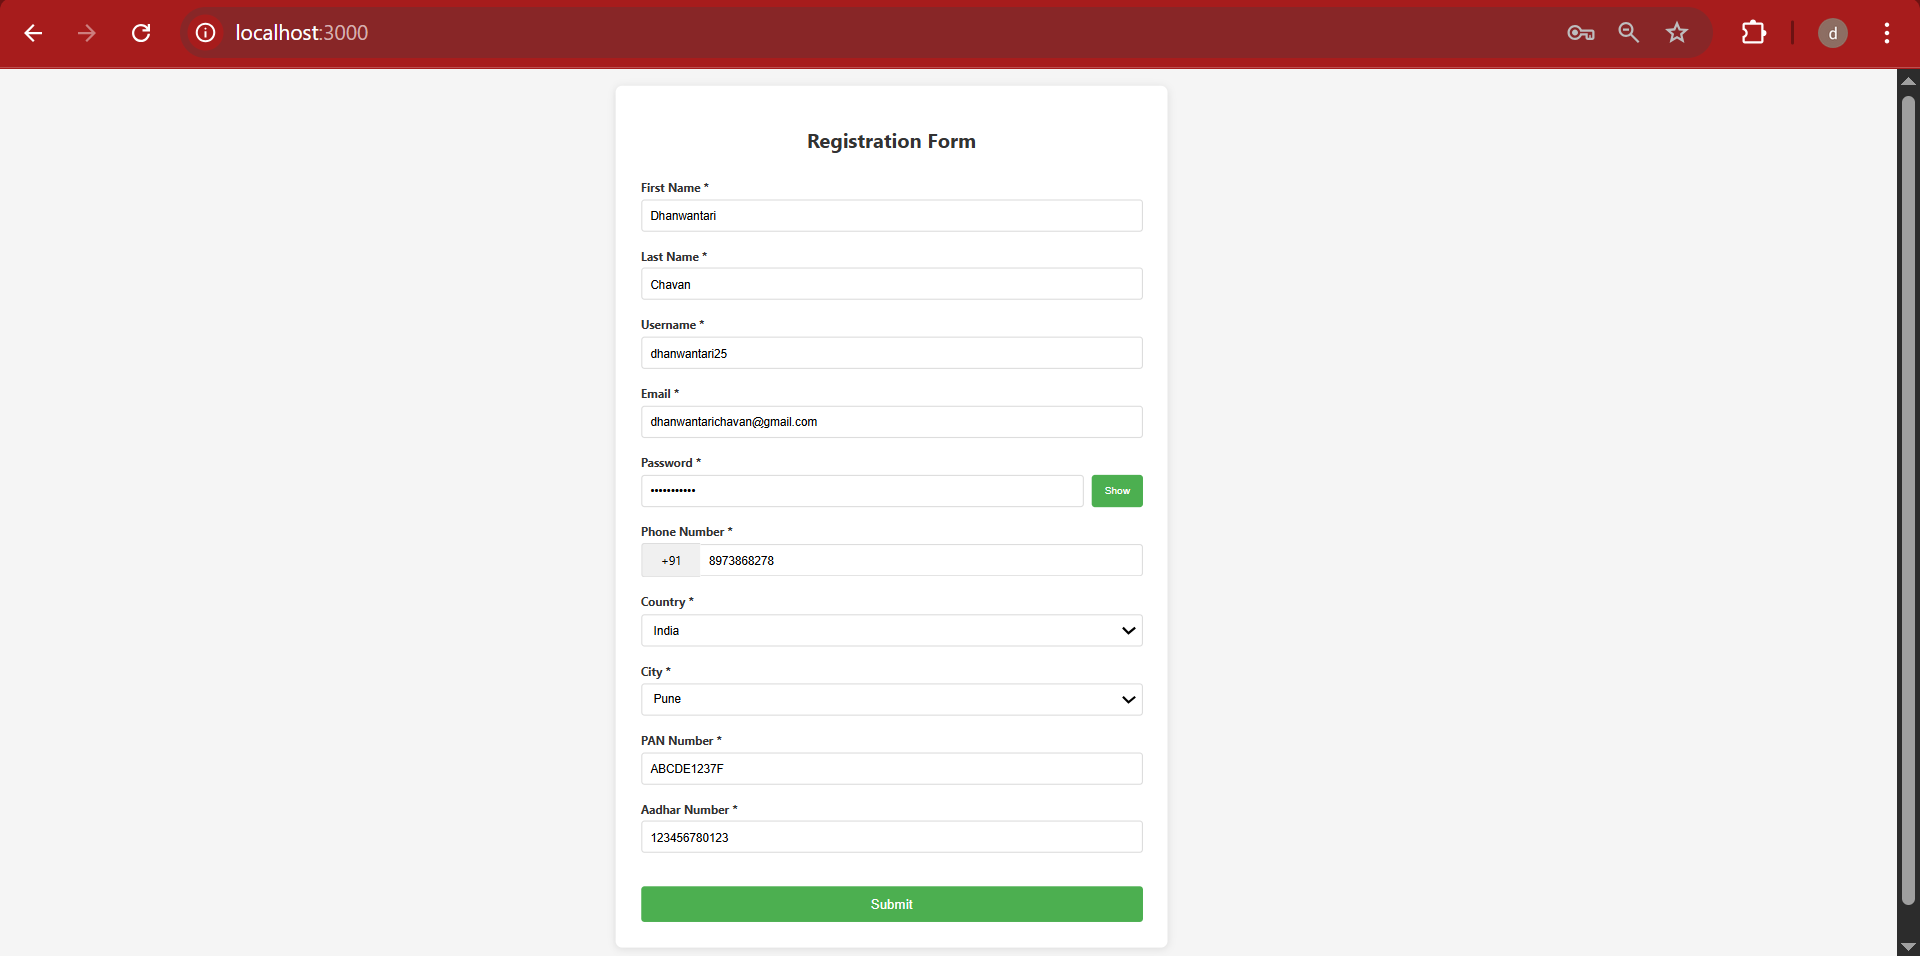 localhost:3000
d
Registration Form
First Name *
Dhanwantari
Last Name *
Chavan
Username *
dhanwantari25
Email *
dhanwantarichavan@gmail.com
Password *
•••••••••••
Show
Phone Number *
+91 8973868278
Country *
India
City *
Pune
PAN Number *
ABCDE1237F
Aadhar Number *
123456780123
Submit